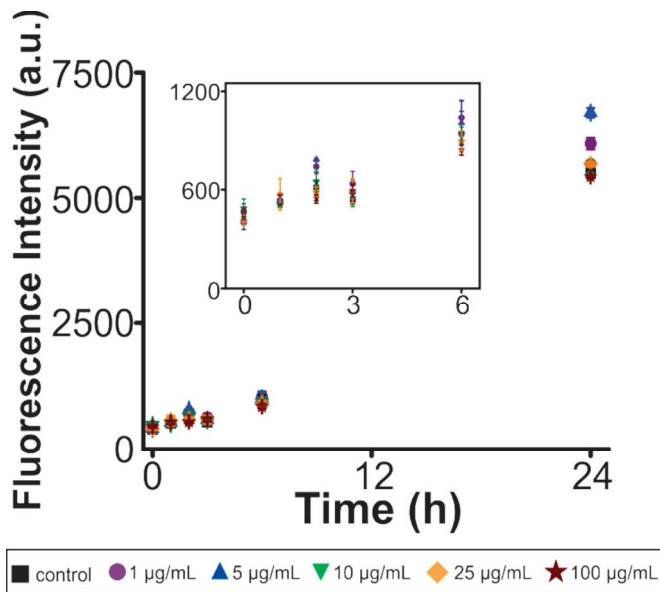 Fluorescence Intensity (a.u.)
7500
5000
2500
0
1200
600
0
0 3 6
0 12 24
Time (h)
control 1 µg/mL 5 µg/mL 10 µg/mL 25 µg/mL 100 µg/mL